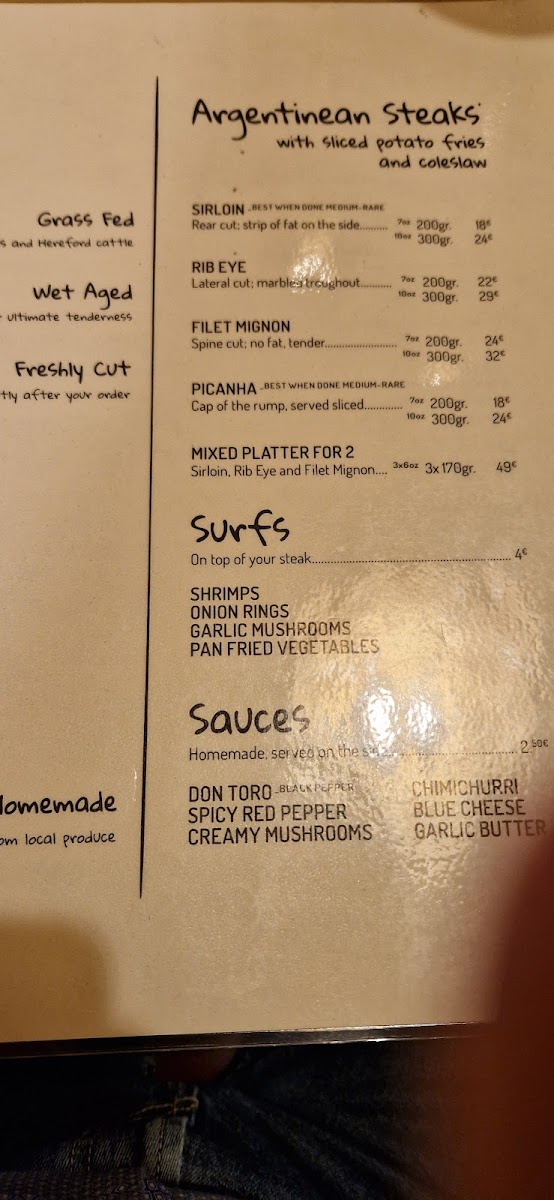 Grass Fed
and Hereford cattle
Wet Aged
ultimate tenderness
Freshly Cut
after your order
Homemade
local produce
Argentinean Steaks
with sliced potato fries
and coleslaw
SIRLOIN -BEST WHEN DONE MEDIUM-RARE
Rear cut; strip of fat on the side.......... 7oz 200gr. 18€
10oz 300gr. 24€
RIB EYE
Lateral cut; marbled troughout........... 7oz 200gr. 22€
10oz 300gr. 29€
FILET MIGNON
Spine cut; no fat, tender......................... 7oz 200gr. 24€
10oz 300gr. 32€
PICANHA -BEST WHEN DONE MEDIUM-RARE
Cap of the rump, served sliced............. 7oz 200gr. 18€
10oz 300gr. 24€
MIXED PLATTER FOR 2
Sirloin, Rib Eye and Filet Mignon.... 3x6oz 3x170gr. 49€
Surfs
On top of your steak.................................................... 4€
SHRIMPS
ONION RINGS
GARLIC MUSHROOMS
PAN FRIED VEGETABLES
Sauces
Homemade, served on the side.................................. 2.50€
DON TORO -BLACK PEPPER
SPICY RED PEPPER
CREAMY MUSHROOMS
CHIMICHURRI
BLUE CHEESE
GARLIC BUTTER